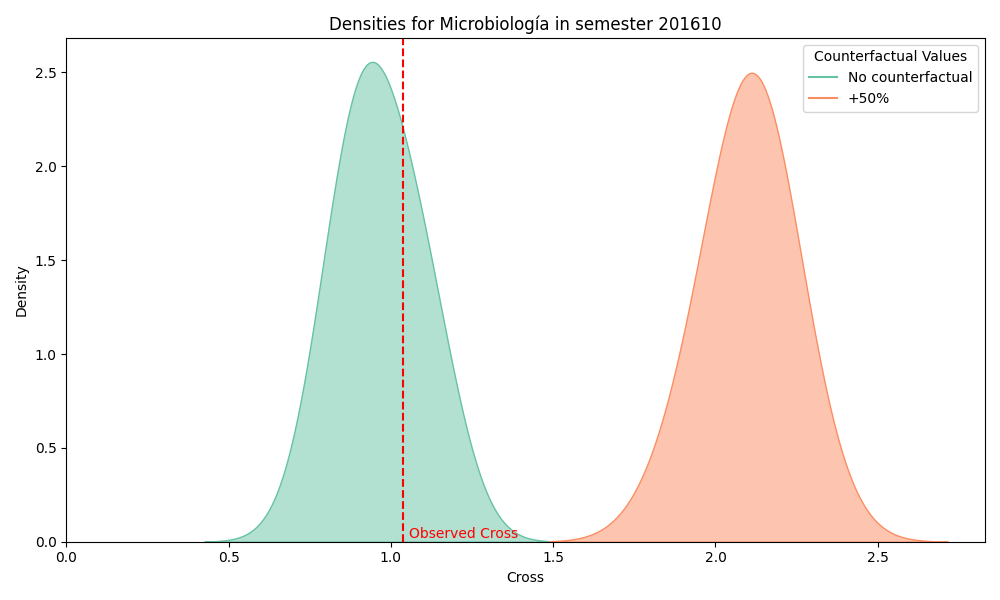 Densities for Microbiología in semester 201610
Counterfactual Values
No counterfactual
+50%
Density
2.5
2.0
1.5
1.0
0.5
0.0
Observed Cross
0.0 0.5 1.0 1.5 2.0 2.5
Cross